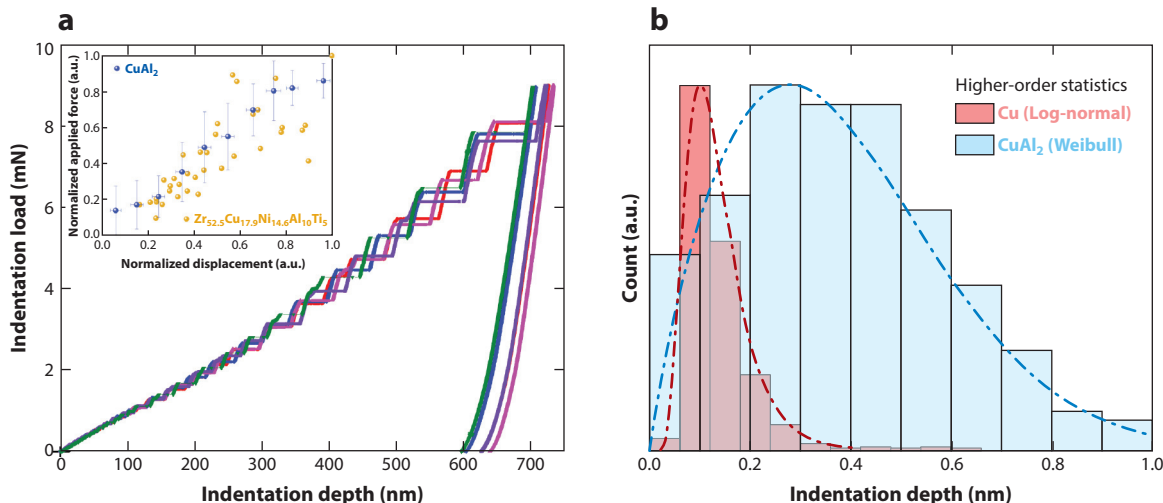 a
10
8
6
4
2
0
Indentation load (mN)
0
100
200
300
400
500
600
700
Indentation depth (nm)
1.0
0.8
0.6
0.4
0.2
0.0
Normalized applied force (a.u.)
CuAl₂
Zr₅₂.₅Cu₁₇.₉Ni₁₄.₆Al₁₀Ti₅
0
0.2
0.4
0.6
0.8
1.0
Normalized displacement (a.u.)
b
Count (a.u.)
Higher-order statistics
Cu (Log-normal)
CuAl₂ (Weibull)
0.0
0.2
0.4
0.6
0.8
1.0
Indentation depth (nm)